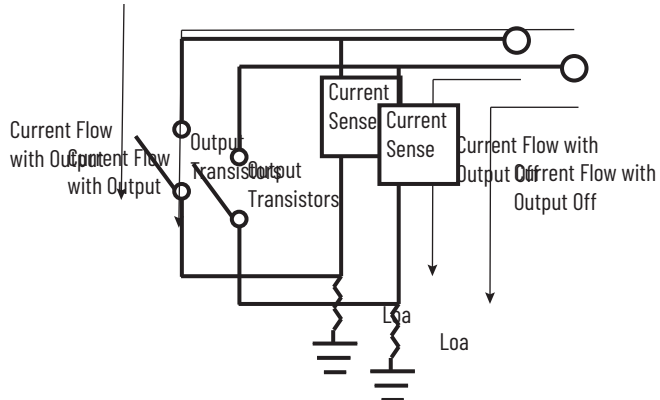 Current
Sense
Current
Sense
Current Flow
with Output
Current Flow
with Output
Output
Transistors
Output
Transistors
Current Flow with
Output Off
Current Flow with
Output Off
Loa
Loa